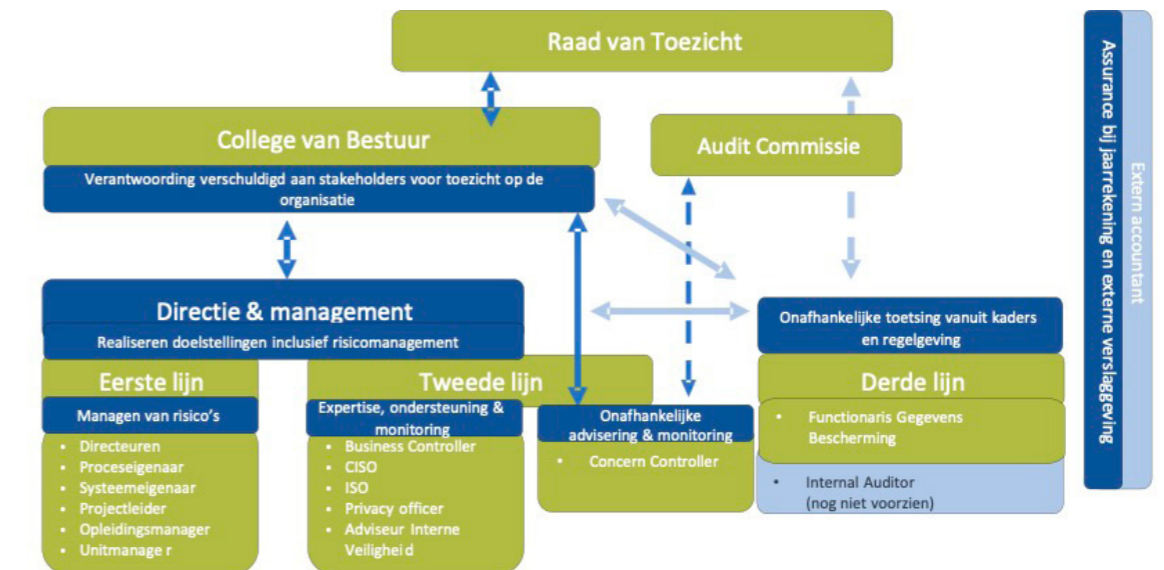 Raad van Toezicht
College van Bestuur
Verantwoording verschuldigd aan stakeholders voor toezicht op de
organisatie
Audit Commissie
Directie & management
Realiseren doelstellingen inclusief risicomanagement
Eerste lijn
Managen van risico's
• Directeuren
• Proceseigenaar
• Systeemeigenaar
• Projectleider
• Opleidingsmanager
• Unitmanage r
Tweede lijn
Expertise, ondersteuning &
monitoring
• Business Controller
• CISO
• ISO
• Privacy officer
• Adviseur Interne
Veilighei d
Onafhankelijke
advisering & monitoring
• Concern Controller
Onafhankelijke toetsing vanuit kaders
en regelgeving
Derde lijn
• Functionaris Gegevens
Bescherming
• Internal Auditor
(nog niet voorzien)
Extern accountant
Assurance bij jaarrekening en externe verslaggeving